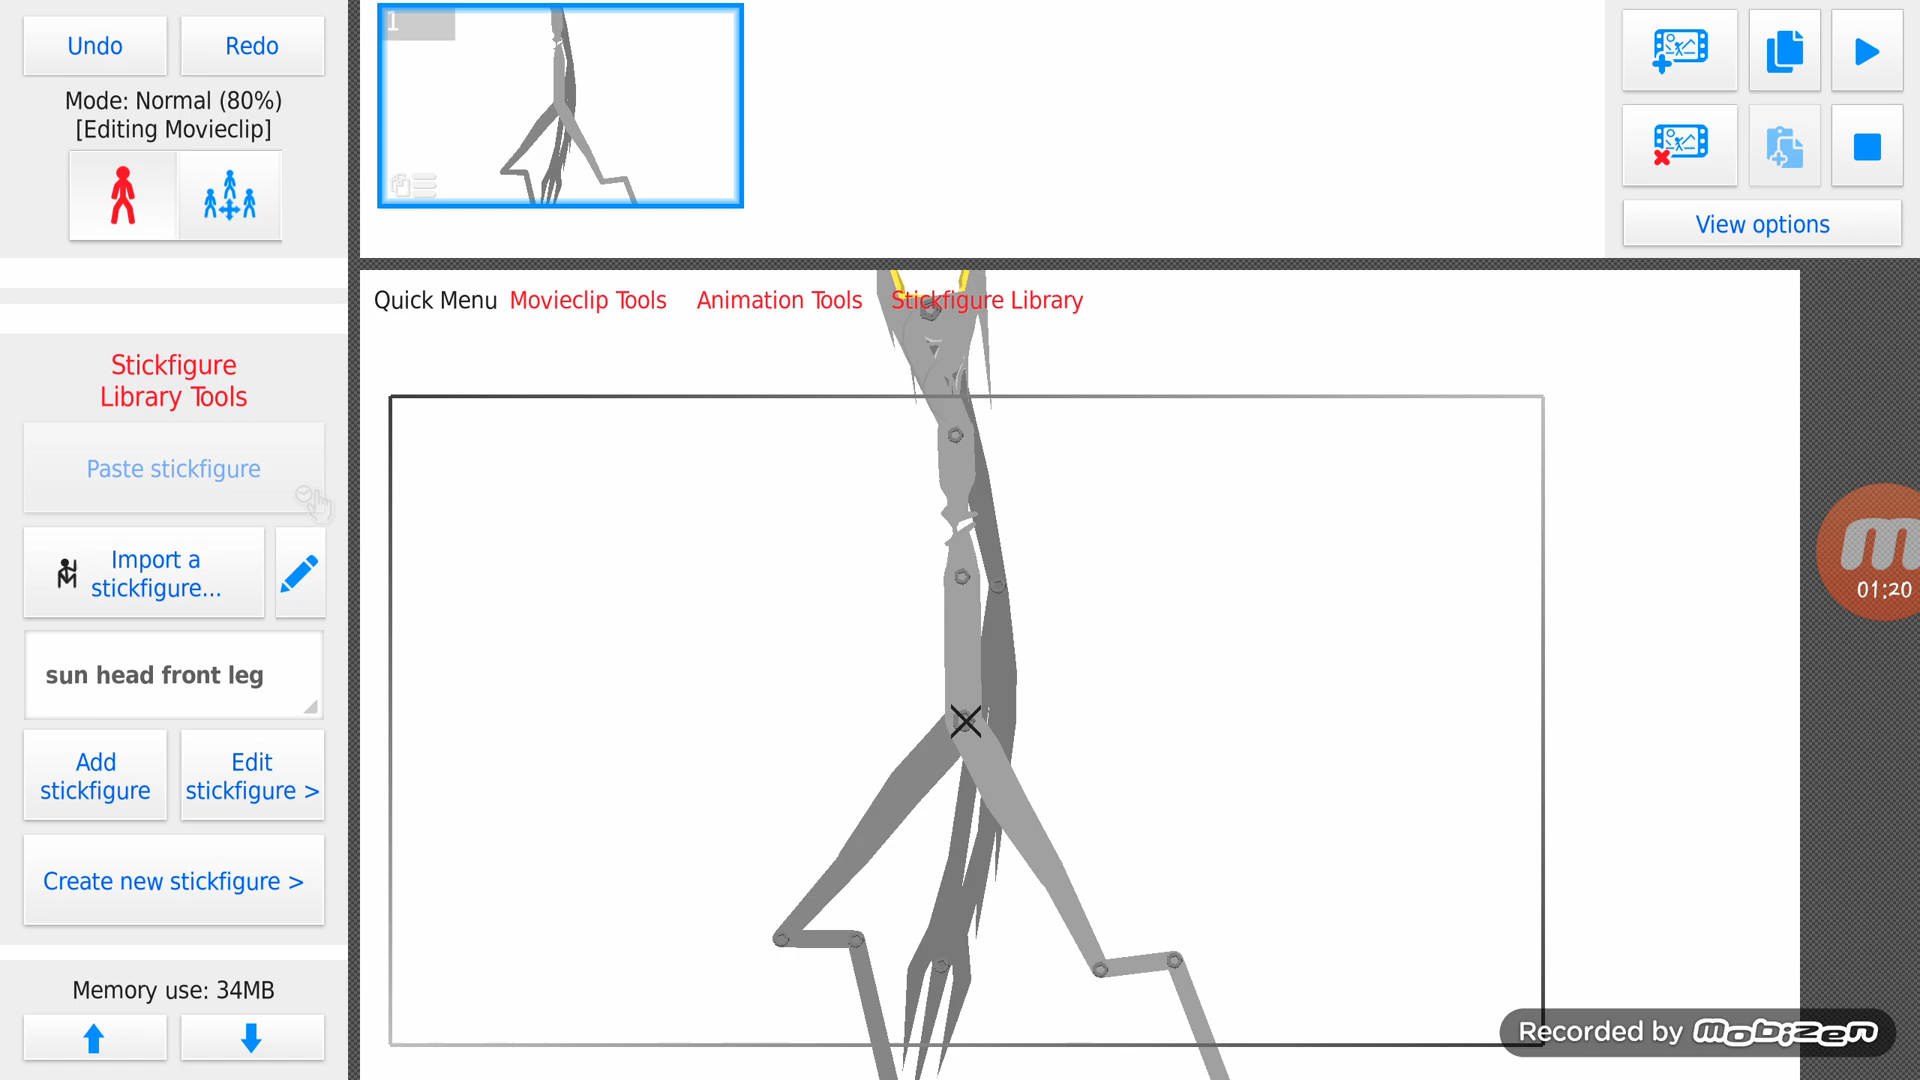 Undo
Redo
Mode: Normal (80%)
[Editing Movieclip]
Stickfigure
Library Tools
Paste stickfigure
Import a
stickfigure...
sun head front leg
Add
stickfigure
Edit
stickfigure >
Create new stickfigure >
Memory use: 34MB
1
View options
Quick Menu Movieclip Tools Animation Tools Stickfigure Library
m
01:20
Recorded by mobizen